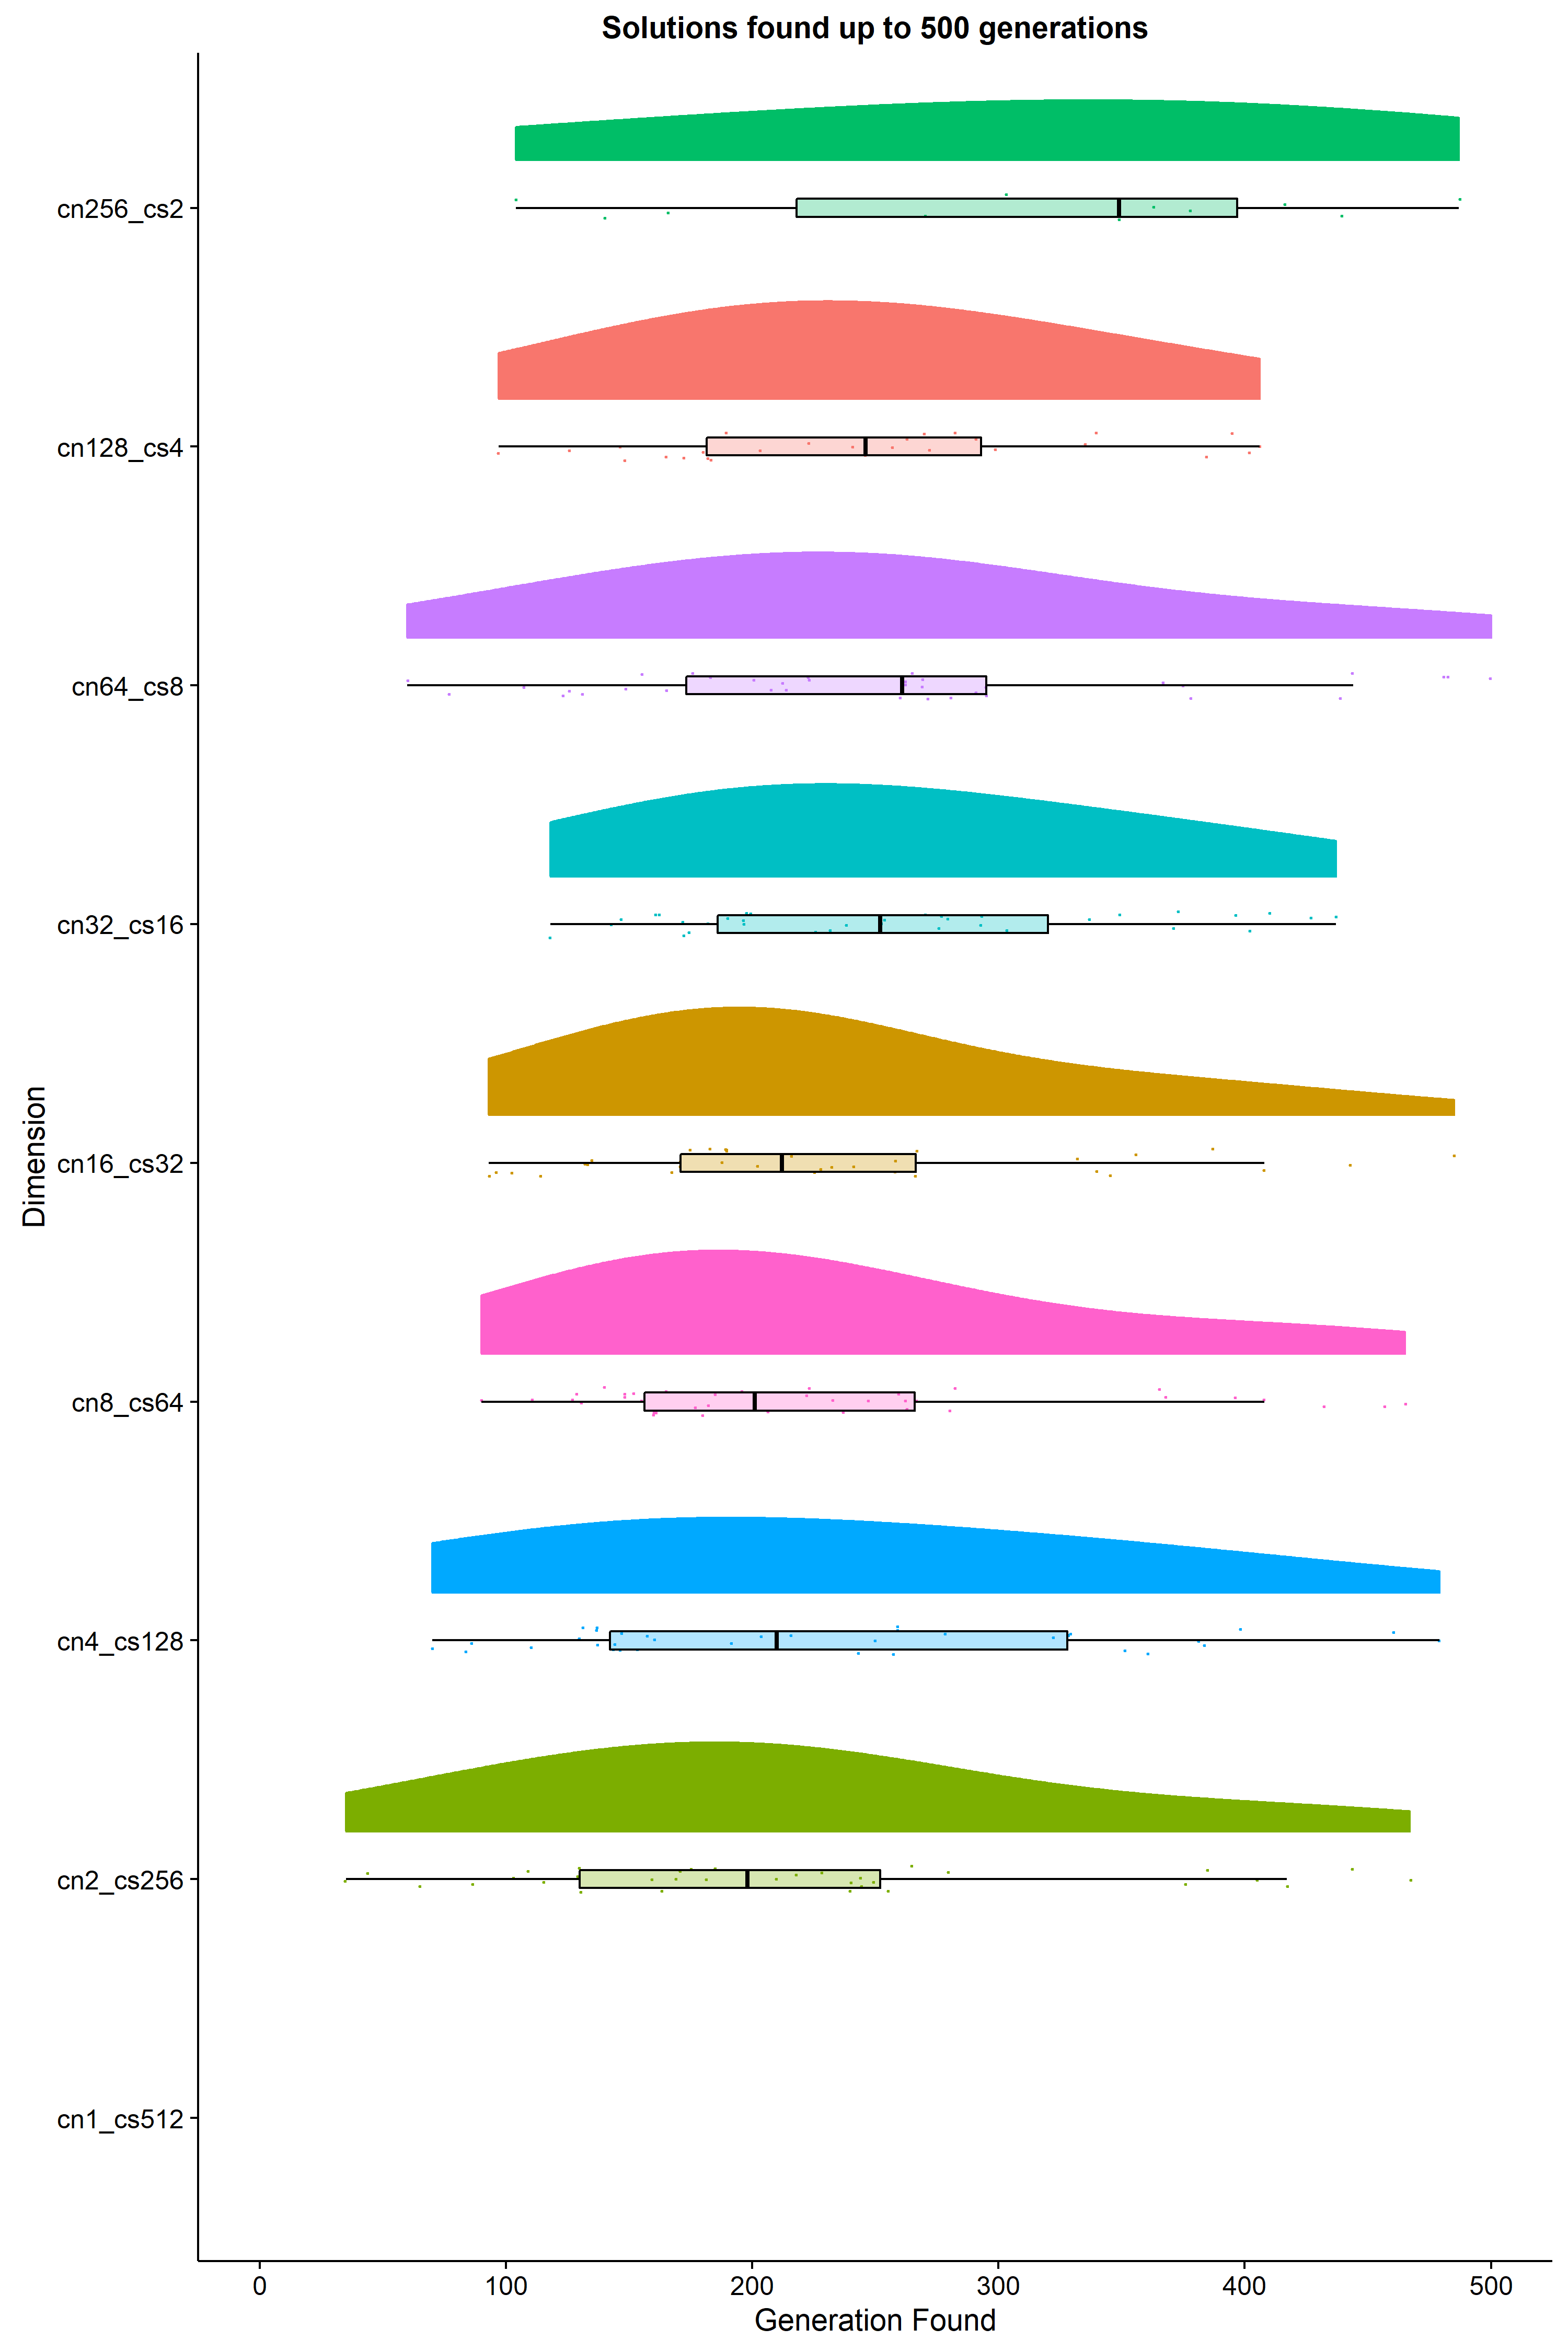 Solutions found up to 500 generations
cn256_cs2
cn128_cs4
cn64_cs8
cn32_cs16
cn16_cs32
cn8_cs64
cn4_cs128
cn2_cs256
cn1_cs512
Dimension
0 100 200 300 400 500
Generation Found